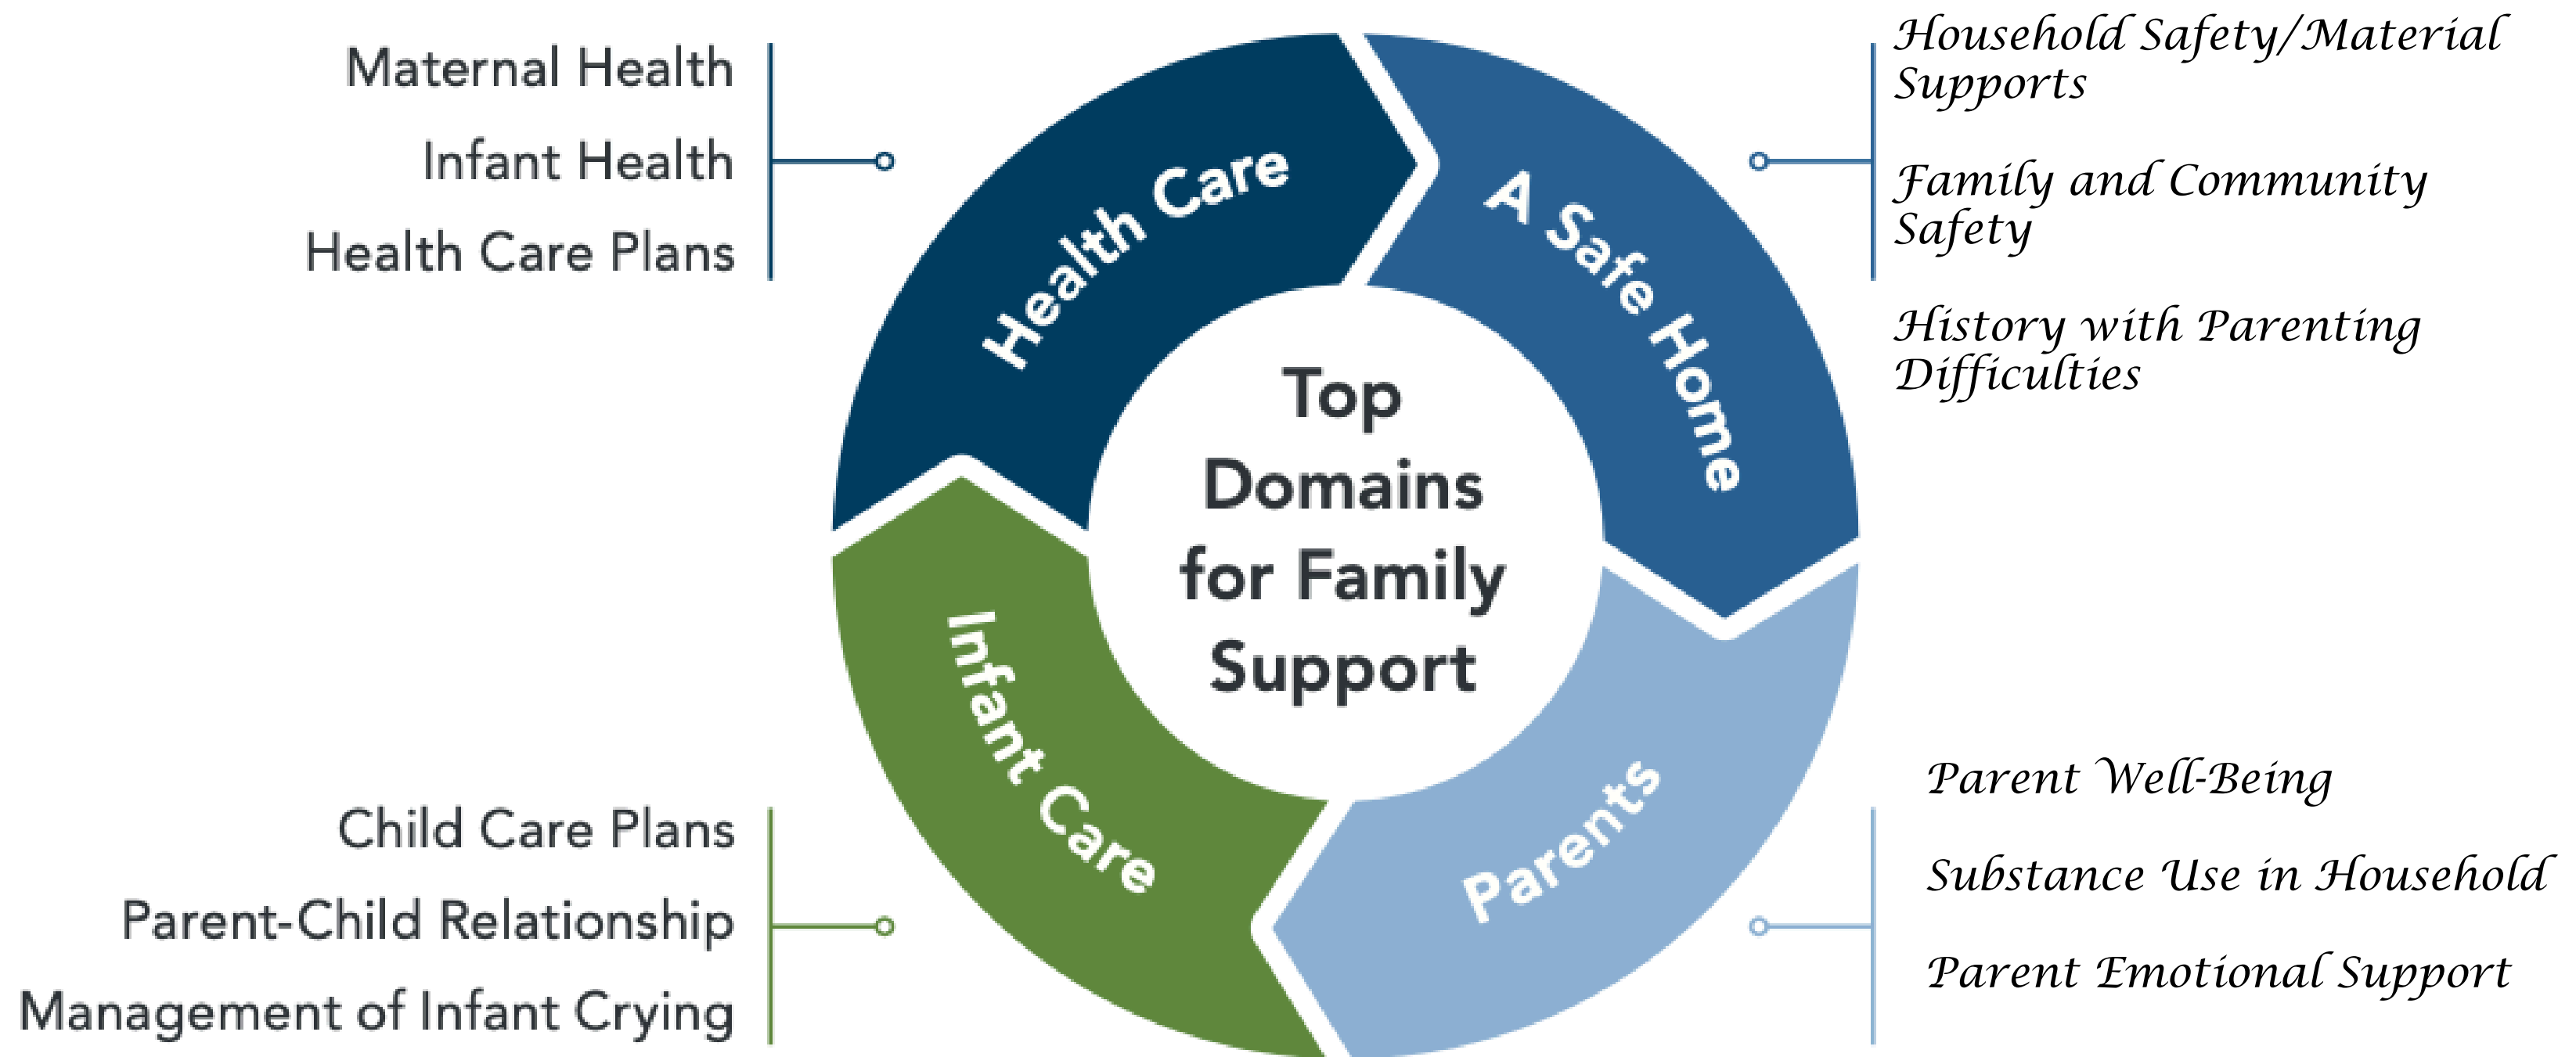 Maternal Health
Infant Health
Health Care Plans
Health Care
A Safe Home
Household Safety/Material
Supports
Family and Community
Safety
History with Parenting
Difficulties
Top
Domains
for Family
Support
Infant Care
Parents
Child Care Plans
Parent-Child Relationship
Management of Infant Crying
Parent Well-Being
Substance Use in Household
Parent Emotional Support